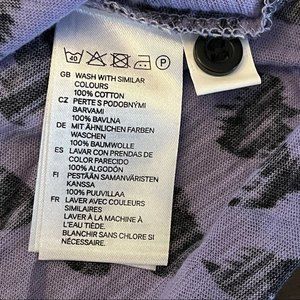 40 P
GB WASH WITH SIMILAR
COLOURS
100% COTTON
CZ PERTE S PODOBNÝMI
BARVAMI
100% BAVLNA
DE MIT ÄHNLICHEN FARBEN
WASCHEN
100% BAUMWOLLE
ES LAVAR CON PRENDAS DE
COLOR PARECIDO
100% ALGODÓN
FI PESTÄÄN SAMANVÄRISTEN
KANSSA
100% PUUVILLAA
FR LAVER AVEC COULEURS
SIMILAIRES
LAVER À LA MACHINE À
L'EAU TIÈDE.
BLANCHIR SANS CHLORE SI
NÉCESSAIRE.